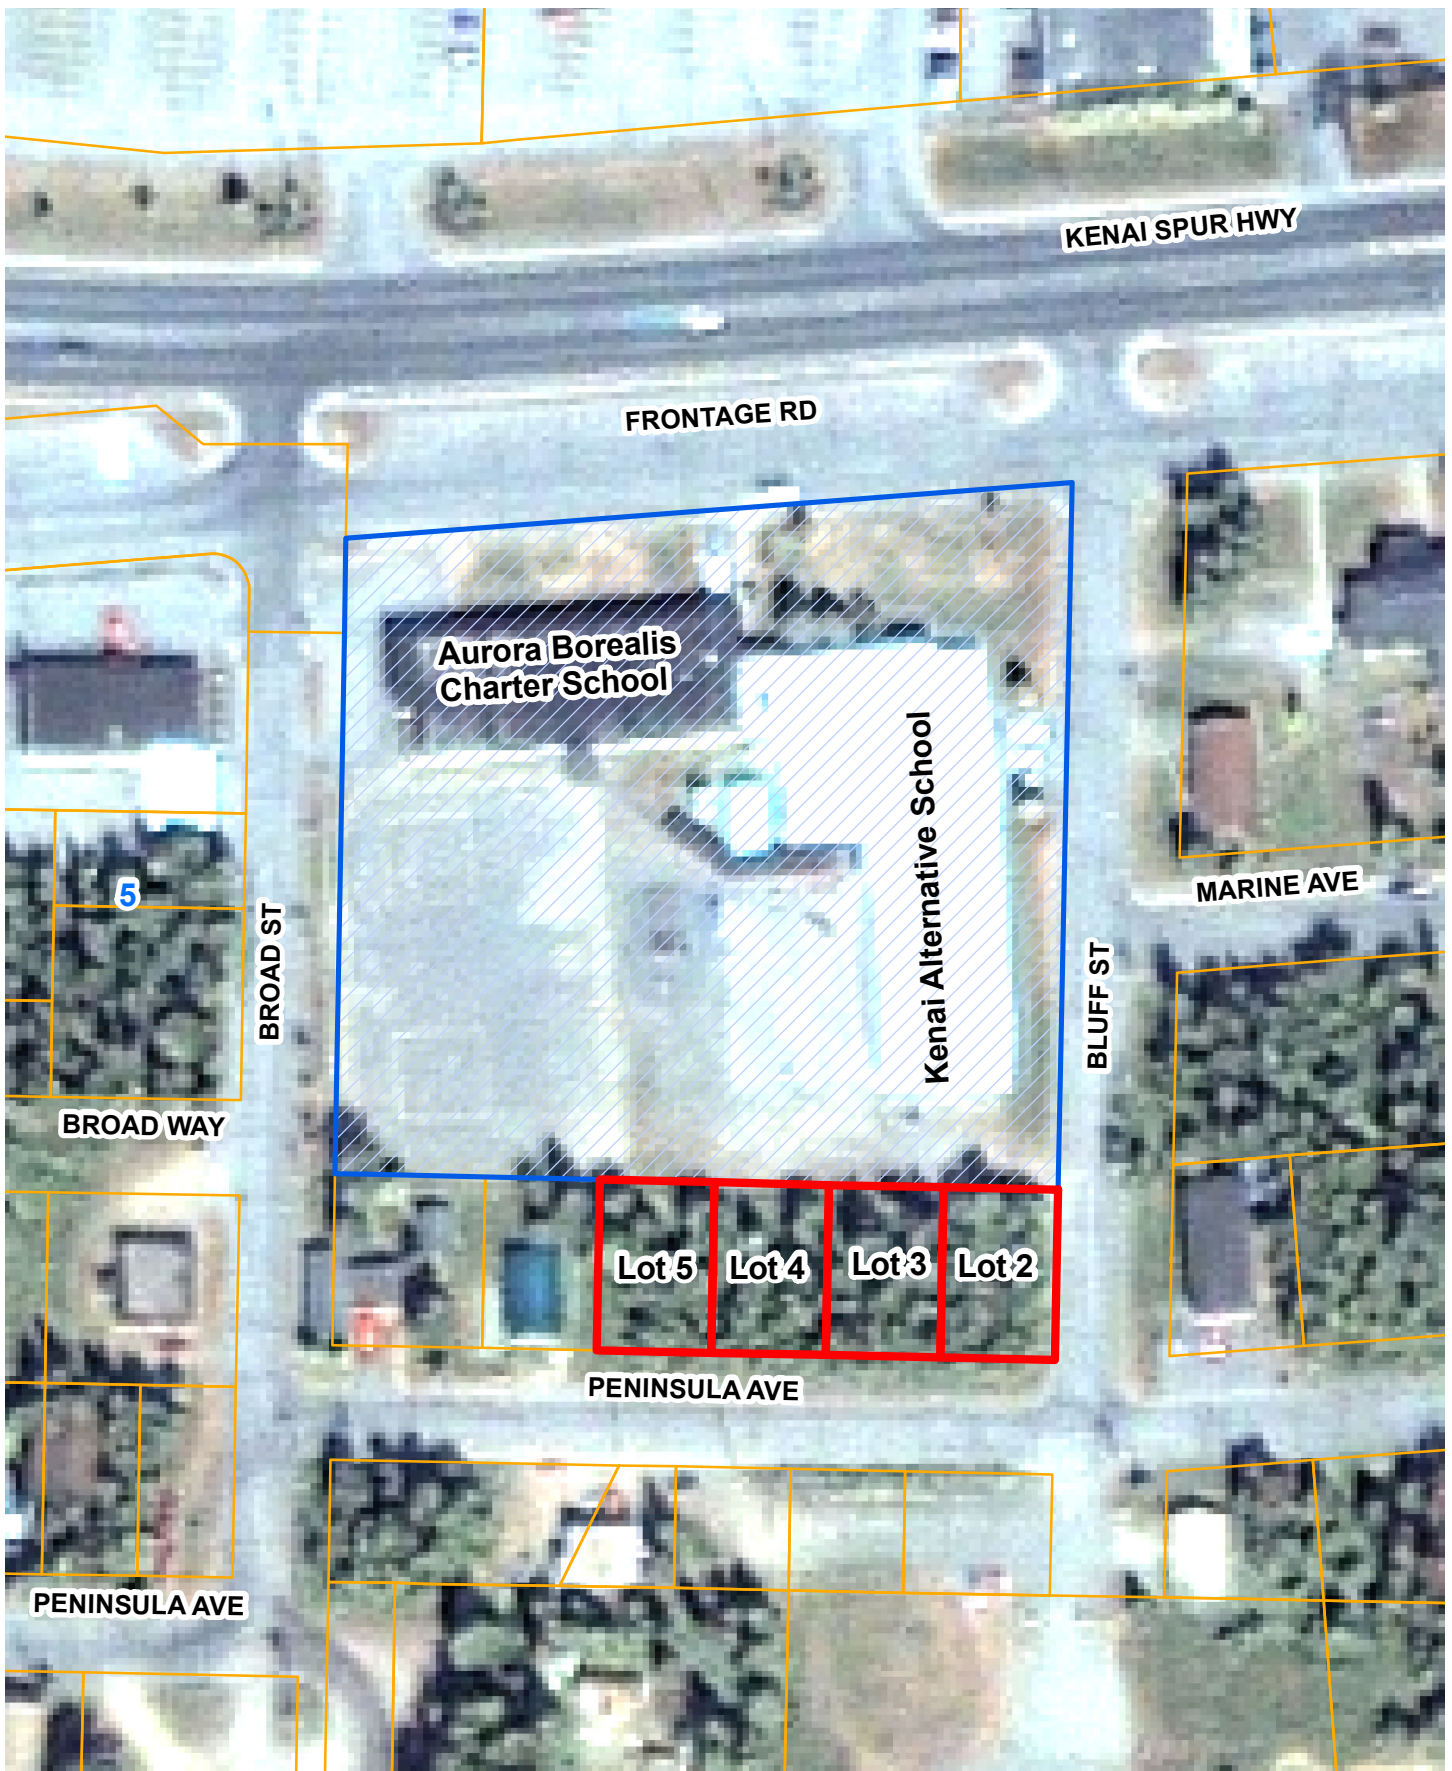 KENAI SPUR HWY
FRONTAGE RD
Aurora Borealis
Charter School
Kenai Alternative School
MARINE AVE
5
BROAD ST
BLUFF ST
BROAD WAY
Lot 5
Lot 4
Lot 3
Lot 2
PENINSULA AVE
PENINSULA AVE